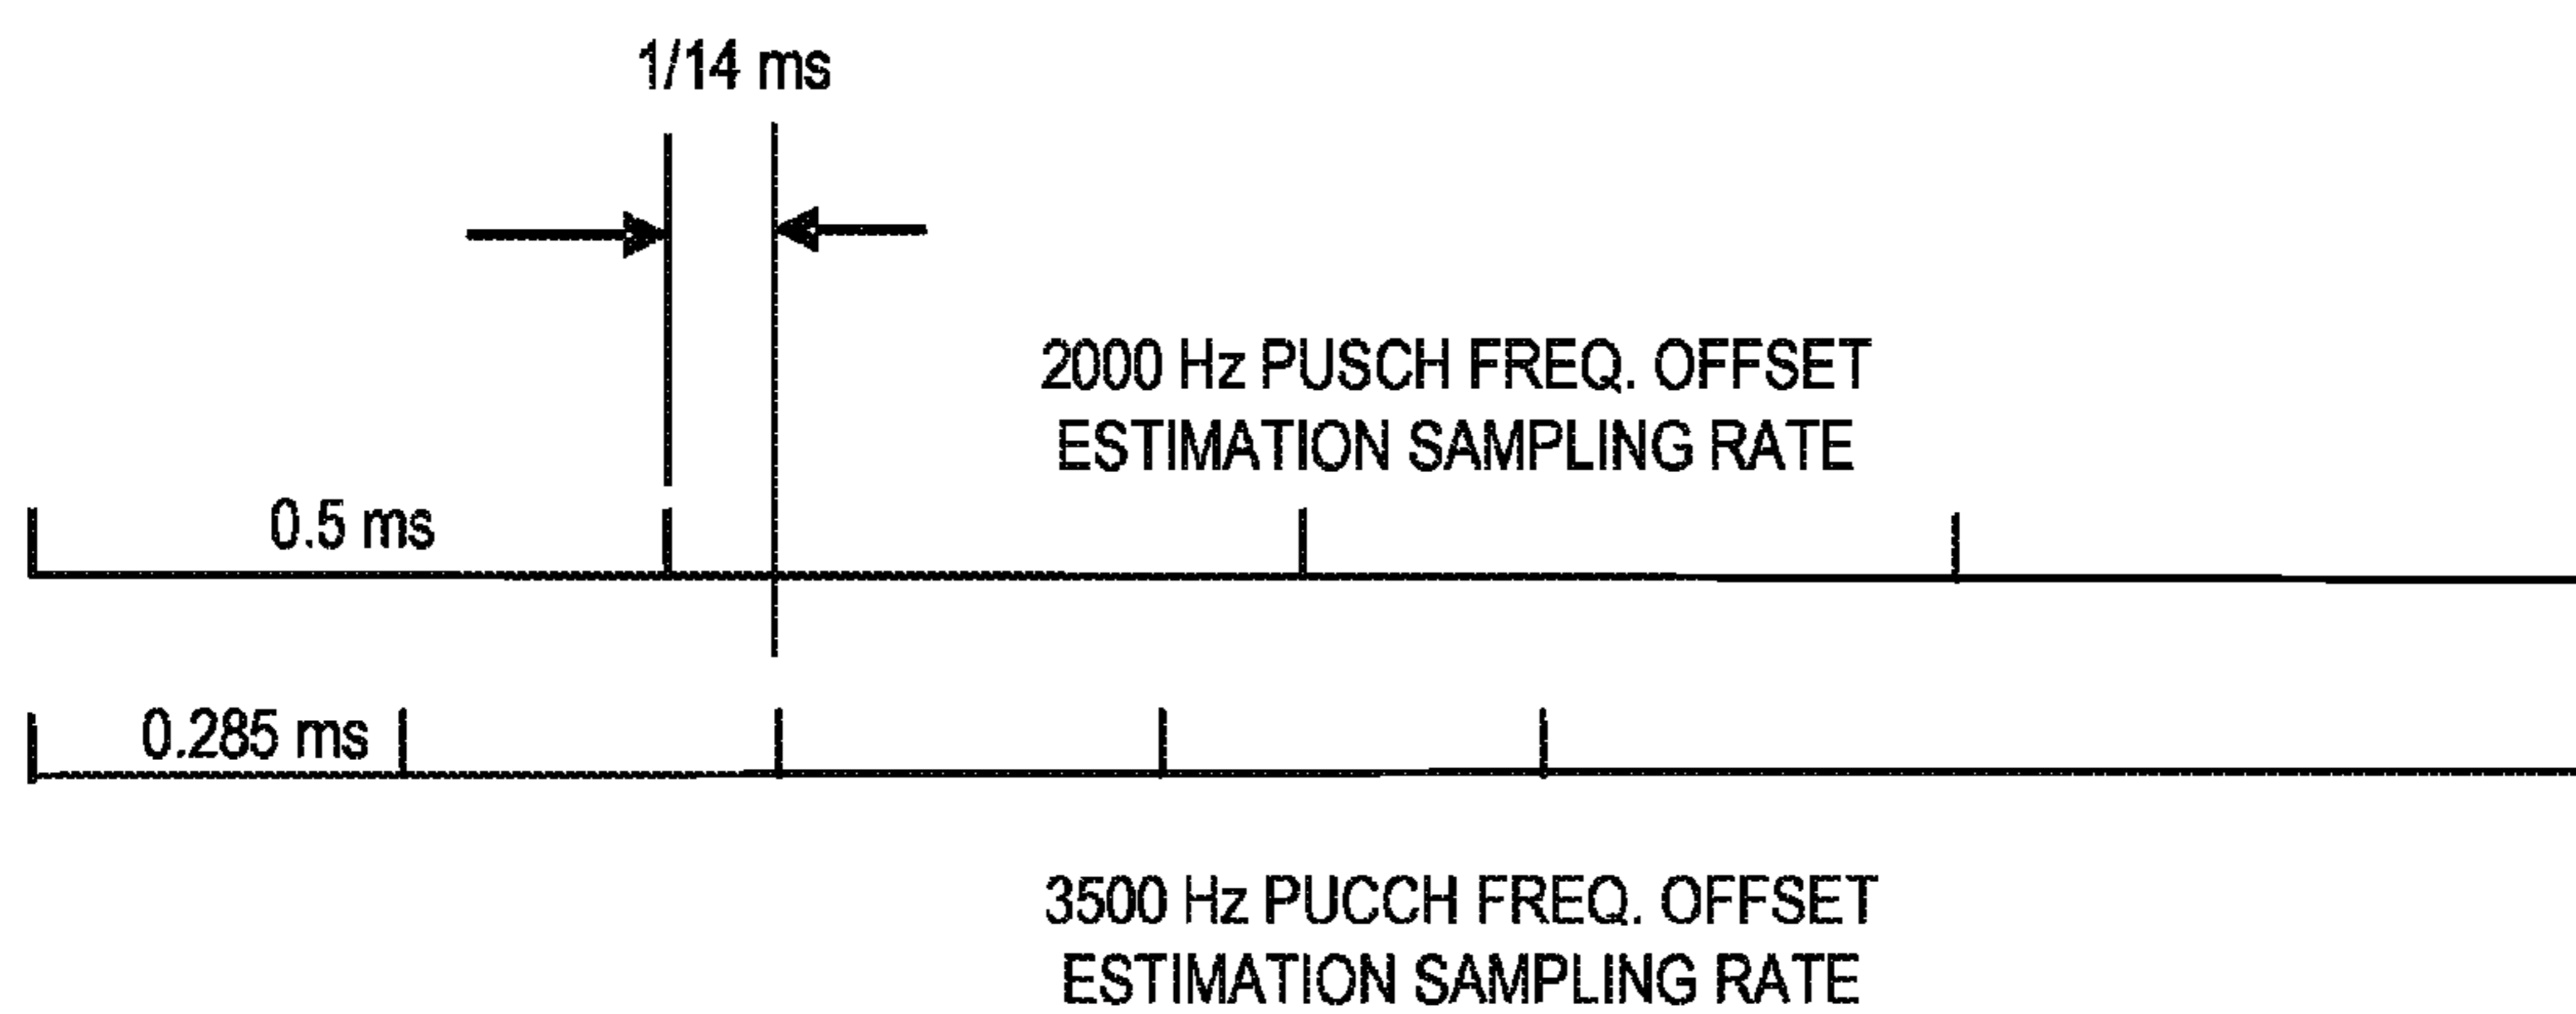 1/14 ms
2000 Hz PUSCH FREQ. OFFSET
ESTIMATION SAMPLING RATE
0.5 ms
0.285 ms
3500 Hz PUCCH FREQ. OFFSET
ESTIMATION SAMPLING RATE